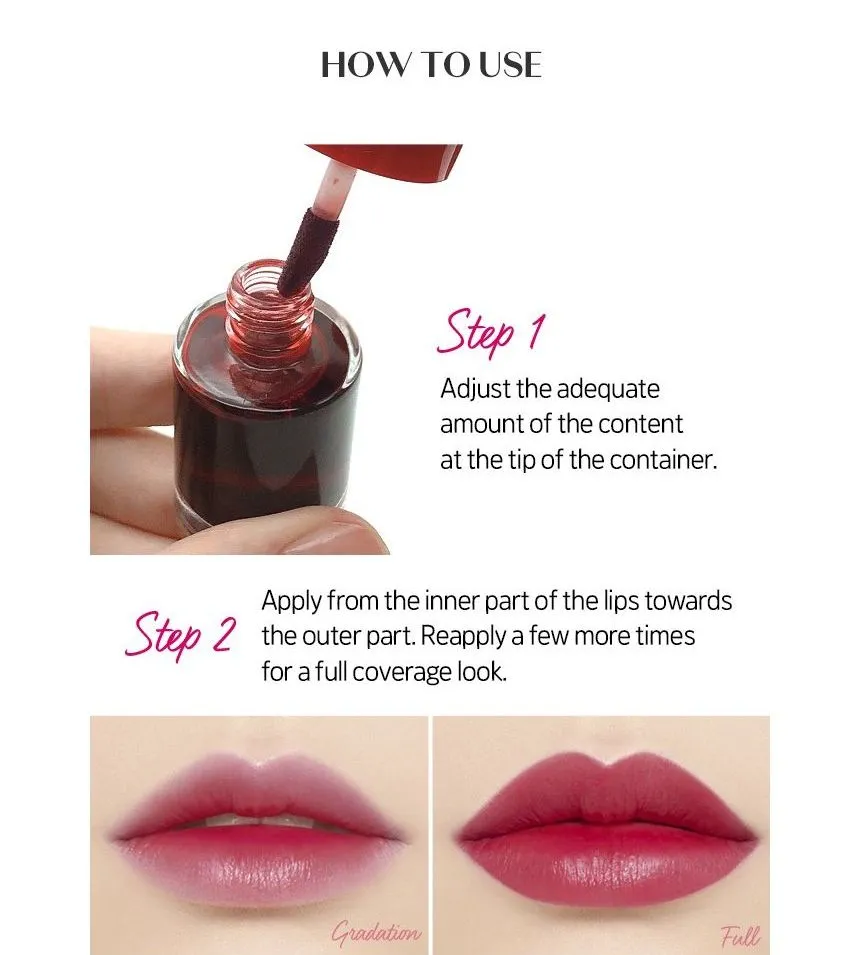 HOW TO USE
Step 1
Adjust the adequate
amount of the content
at the tip of the container.
Step 2
Apply from the inner part of the lips towards
the outer part. Reapply a few more times
for a full coverage look.
Gradation
Full